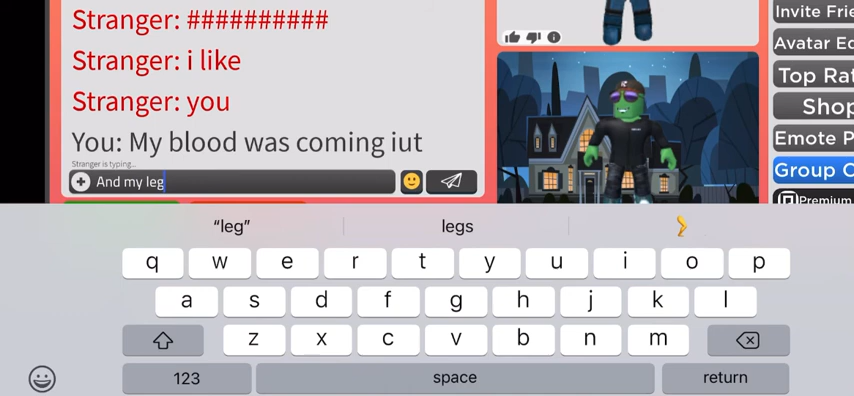 Stranger: ##########
Stranger: i like
Stranger: you
You: My blood was coming iut
Stranger is typing...
And my leg
Invite Frie
Avatar Ed
Top Rat
Shop
Emote P
Group C
Premium
“leg” legs
q w e r t y u i o p
a s d f g h j k l
z x c v b n m
123 space return